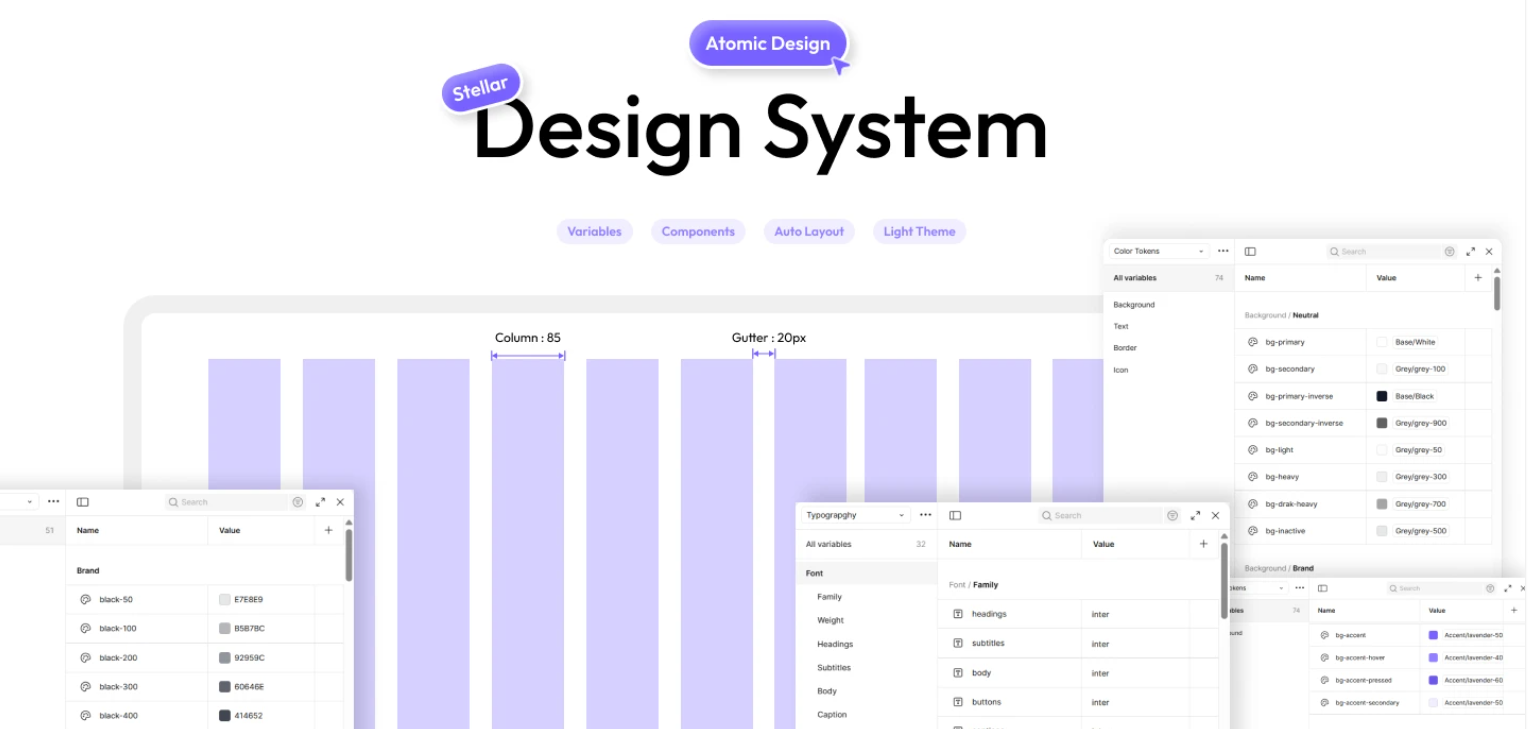 Atomic Design
Stellar
Design System
Variables
Components
Auto Layout
Light Theme
Column : 85
Gutter : 20px
Color Tokens
Search
All variables 74
Name
Value
Background
Text
Border
Icon
Background / Neutral
bg-primary Base/White
bg-secondary Grey/grey-100
bg-primary-inverse Base/Black
bg-secondary-inverse Grey/grey-900
bg-light Grey/grey-50
bg-heavy Grey/grey-300
bg-drak-heavy Grey/grey-700
bg-inactive Grey/grey-500
Background / Brand
Search
51
Name
Value
Brand
black-50 E7E8E9
black-100 B5B7BC
black-200 92959C
black-300 60646E
black-400 414652
Typograpghy
Search
All variables 32
Name
Value
Font
Family
Weight
Headings
Subtitles
Body
Caption
Font / Family
headings inter
subtitles inter
body inter
buttons inter
okens
Search
bles 74
Name
Value
und
bg-accent Accent/lavender-50
bg-accent-hover Accent/lavender-40
bg-accent-pressed Accent/lavender-60
bg-accent-secondary Accent/lavender-50